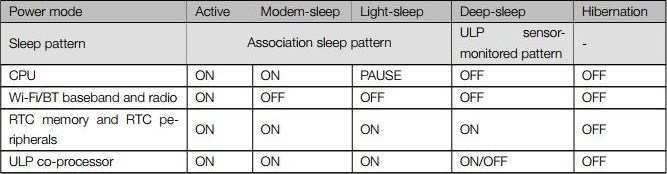 Power mode Active Modem-sleep Light-sleep Deep-sleep Hibernation
Sleep pattern Association sleep pattern ULP sensor-
monitored pattern -
CPU ON ON PAUSE OFF OFF
Wi-Fi/BT baseband and radio ON OFF OFF OFF OFF
RTC memory and RTC pe-
ripherals ON ON ON ON OFF
ULP co-processor ON ON ON ON/OFF OFF